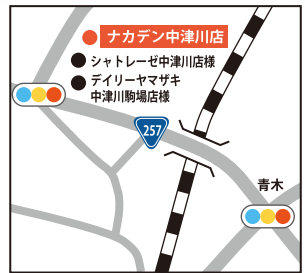 ナカデン中津川店
シャトレーゼ中津川店様
デイリーヤマザキ
中津川駒場店様
257
青木